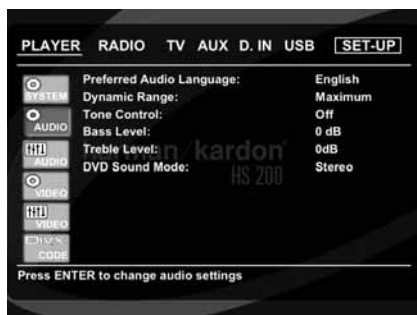 PLAYER RADIO TV AUX D. IN USB SET-UP
SYSTEM
AUDIO
AUDIO
VIDEO
VIDEO
DivX
CODE
Preferred Audio Language: English
Dynamic Range: Maximum
Tone Control: Off
Bass Level: 0 dB
Treble Level: 0dB
DVD Sound Mode: Stereo
harman/kardon
HS 200
Press ENTER to change audio settings